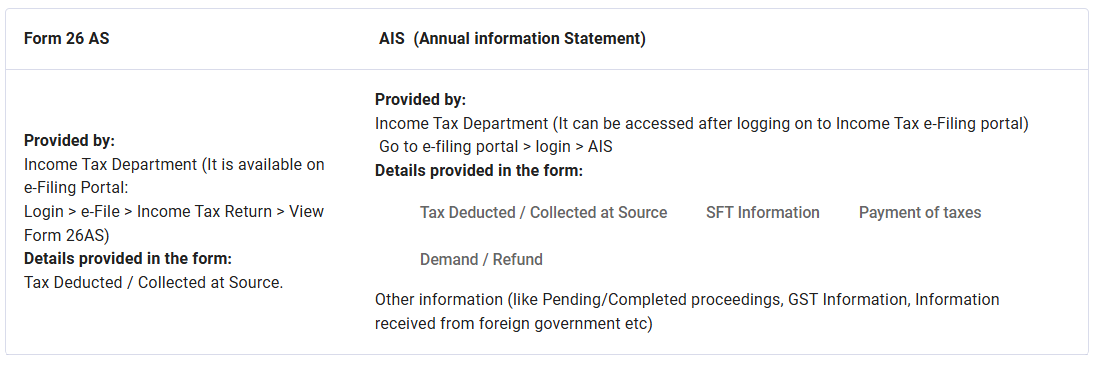 Form 26 AS
AIS (Annual information Statement)
Provided by:
Income Tax Department (It is available on
e-Filing Portal:
Login > e-File > Income Tax Return > View
Form 26AS)
Details provided in the form:
Tax Deducted / Collected at Source.
Provided by:
Income Tax Department (It can be accessed after logging on to Income Tax e-Filing portal)
Go to e-filing portal > login > AIS
Details provided in the form:
Tax Deducted / Collected at Source SFT Information Payment of taxes
Demand / Refund
Other information (like Pending/Completed proceedings, GST Information, Information
received from foreign government etc)